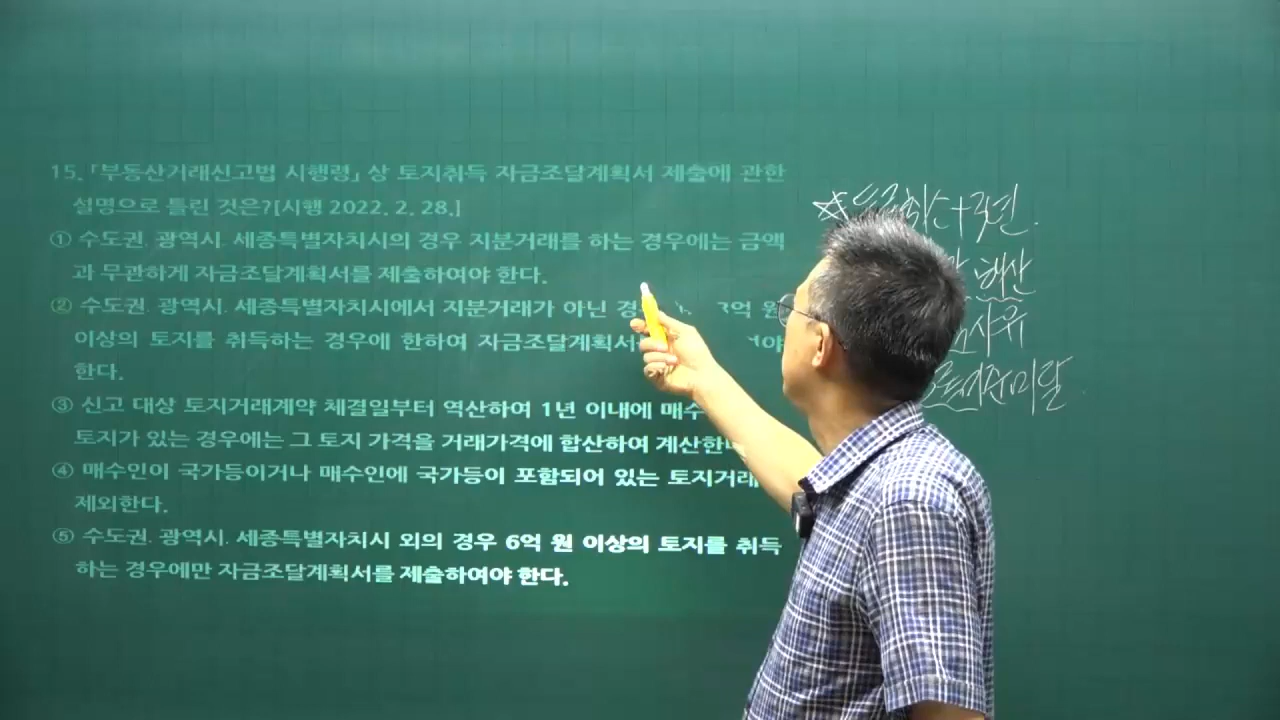 15. 「부동산거래신고법 시행령」 상 토지취득 자금조달계획서 제출에 관한
설명으로 틀린 것은?[시행 2022. 2. 28.]
① 수도권. 광역시. 세종특별자치시의 경우 지분거래를 하는 경우에는 금액
과 무관하게 자금조달계획서를 제출하여야 한다.
② 수도권. 광역시. 세종특별자치시에서 지분거래가 아닌 억 원
이상의 토지를 취득하는 경우에 한하여 자금조달계획서
한다.
③ 신고 대상 토지거래계약 체결일부터 역산하여 1년 이내에 매수
토지가 있는 경우에는 그 토지 가격을 거래가격에 합산하여
④ 매수인이 국가등이거나 매수인에 국가등이 포함되어 있는 토지거래
제외한다.
⑤ 수도권. 광역시. 세종특별자치시 외의 경우 6억 원 이상의 토지를 취득
하는 경우에만 자금조달계획서를 제출하여야 한다.
+3년.
해산
사유
미달